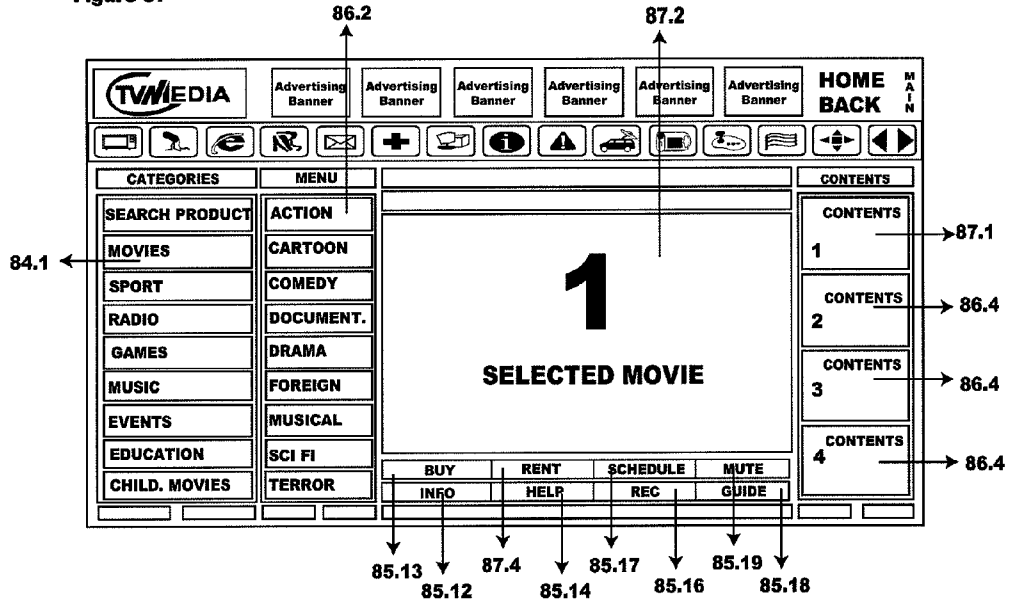 86.2
87.2
TVMEDIA
Advertising Banner
Advertising Banner
Advertising Banner
Advertising Banner
Advertising Banner
Advertising Banner
HOME
BACK
MAIN
CATEGORIES
MENU
CONTENTS
SEARCH PRODUCT
MOVIES
SPORT
RADIO
GAMES
MUSIC
EVENTS
EDUCATION
CHILD. MOVIES
84.1
ACTION
CARTOON
COMEDY
DOCUMENT.
DRAMA
FOREIGN
MUSICAL
SCI FI
TERROR
1
SELECTED MOVIE
BUY RENT SCHEDULE MUTE
INFO HELP REC GUIDE
CONTENTS
1
87.1
CONTENTS
2
86.4
CONTENTS
3
86.4
CONTENTS
4
86.4
85.13
85.12
87.4
85.14
85.17
85.16
85.19
85.18